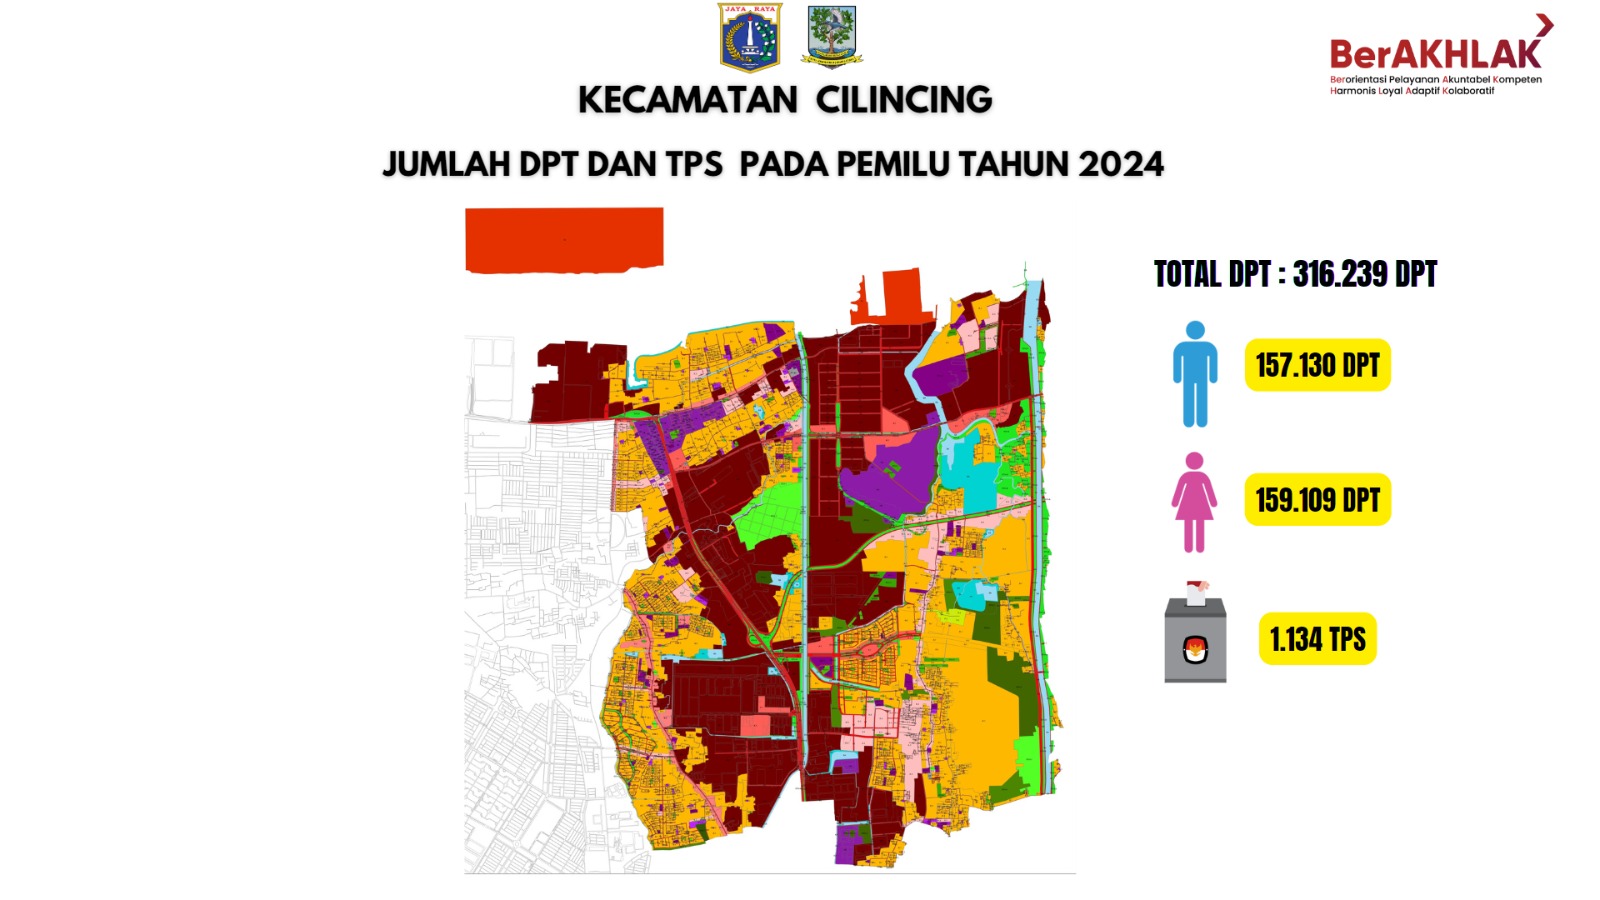 JAYA RAYA
BerAKHLAK
Berorientasi Pelayanan Akuntabel Kompeten
Harmonis Loyal Adaptif Kolaboratif
KECAMATAN CILINCING
JUMLAH DPT DAN TPS PADA PEMILU TAHUN 2024
TOTAL DPT : 316.239 DPT
157.130 DPT
159.109 DPT
1.134 TPS